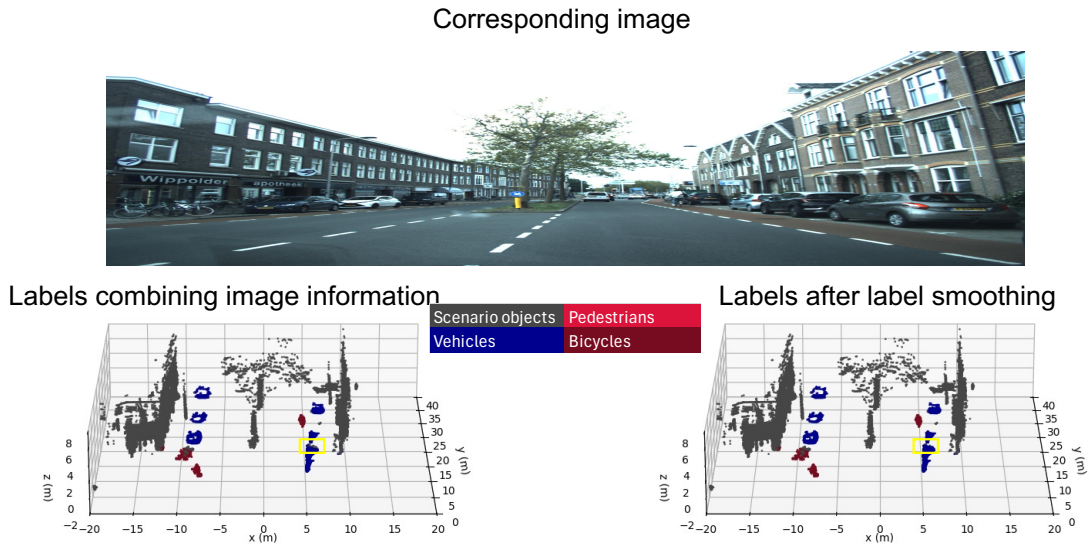 Corresponding image
Wippolder apotheek
Labels combining image information
Labels after label smoothing
Scenario objects Pedestrians
Vehicles Bicycles
8
6
4
2
0
−2
z (m)
−20 −15 −10 −5 0 5 10 15 20
x (m)
0
5
10
15
20
25
30
35
40
y (m)
8
6
4
2
0
−2
z (m)
−20 −15 −10 −5 0 5 10 15 20
x (m)
0
5
10
15
20
25
30
35
40
y (m)